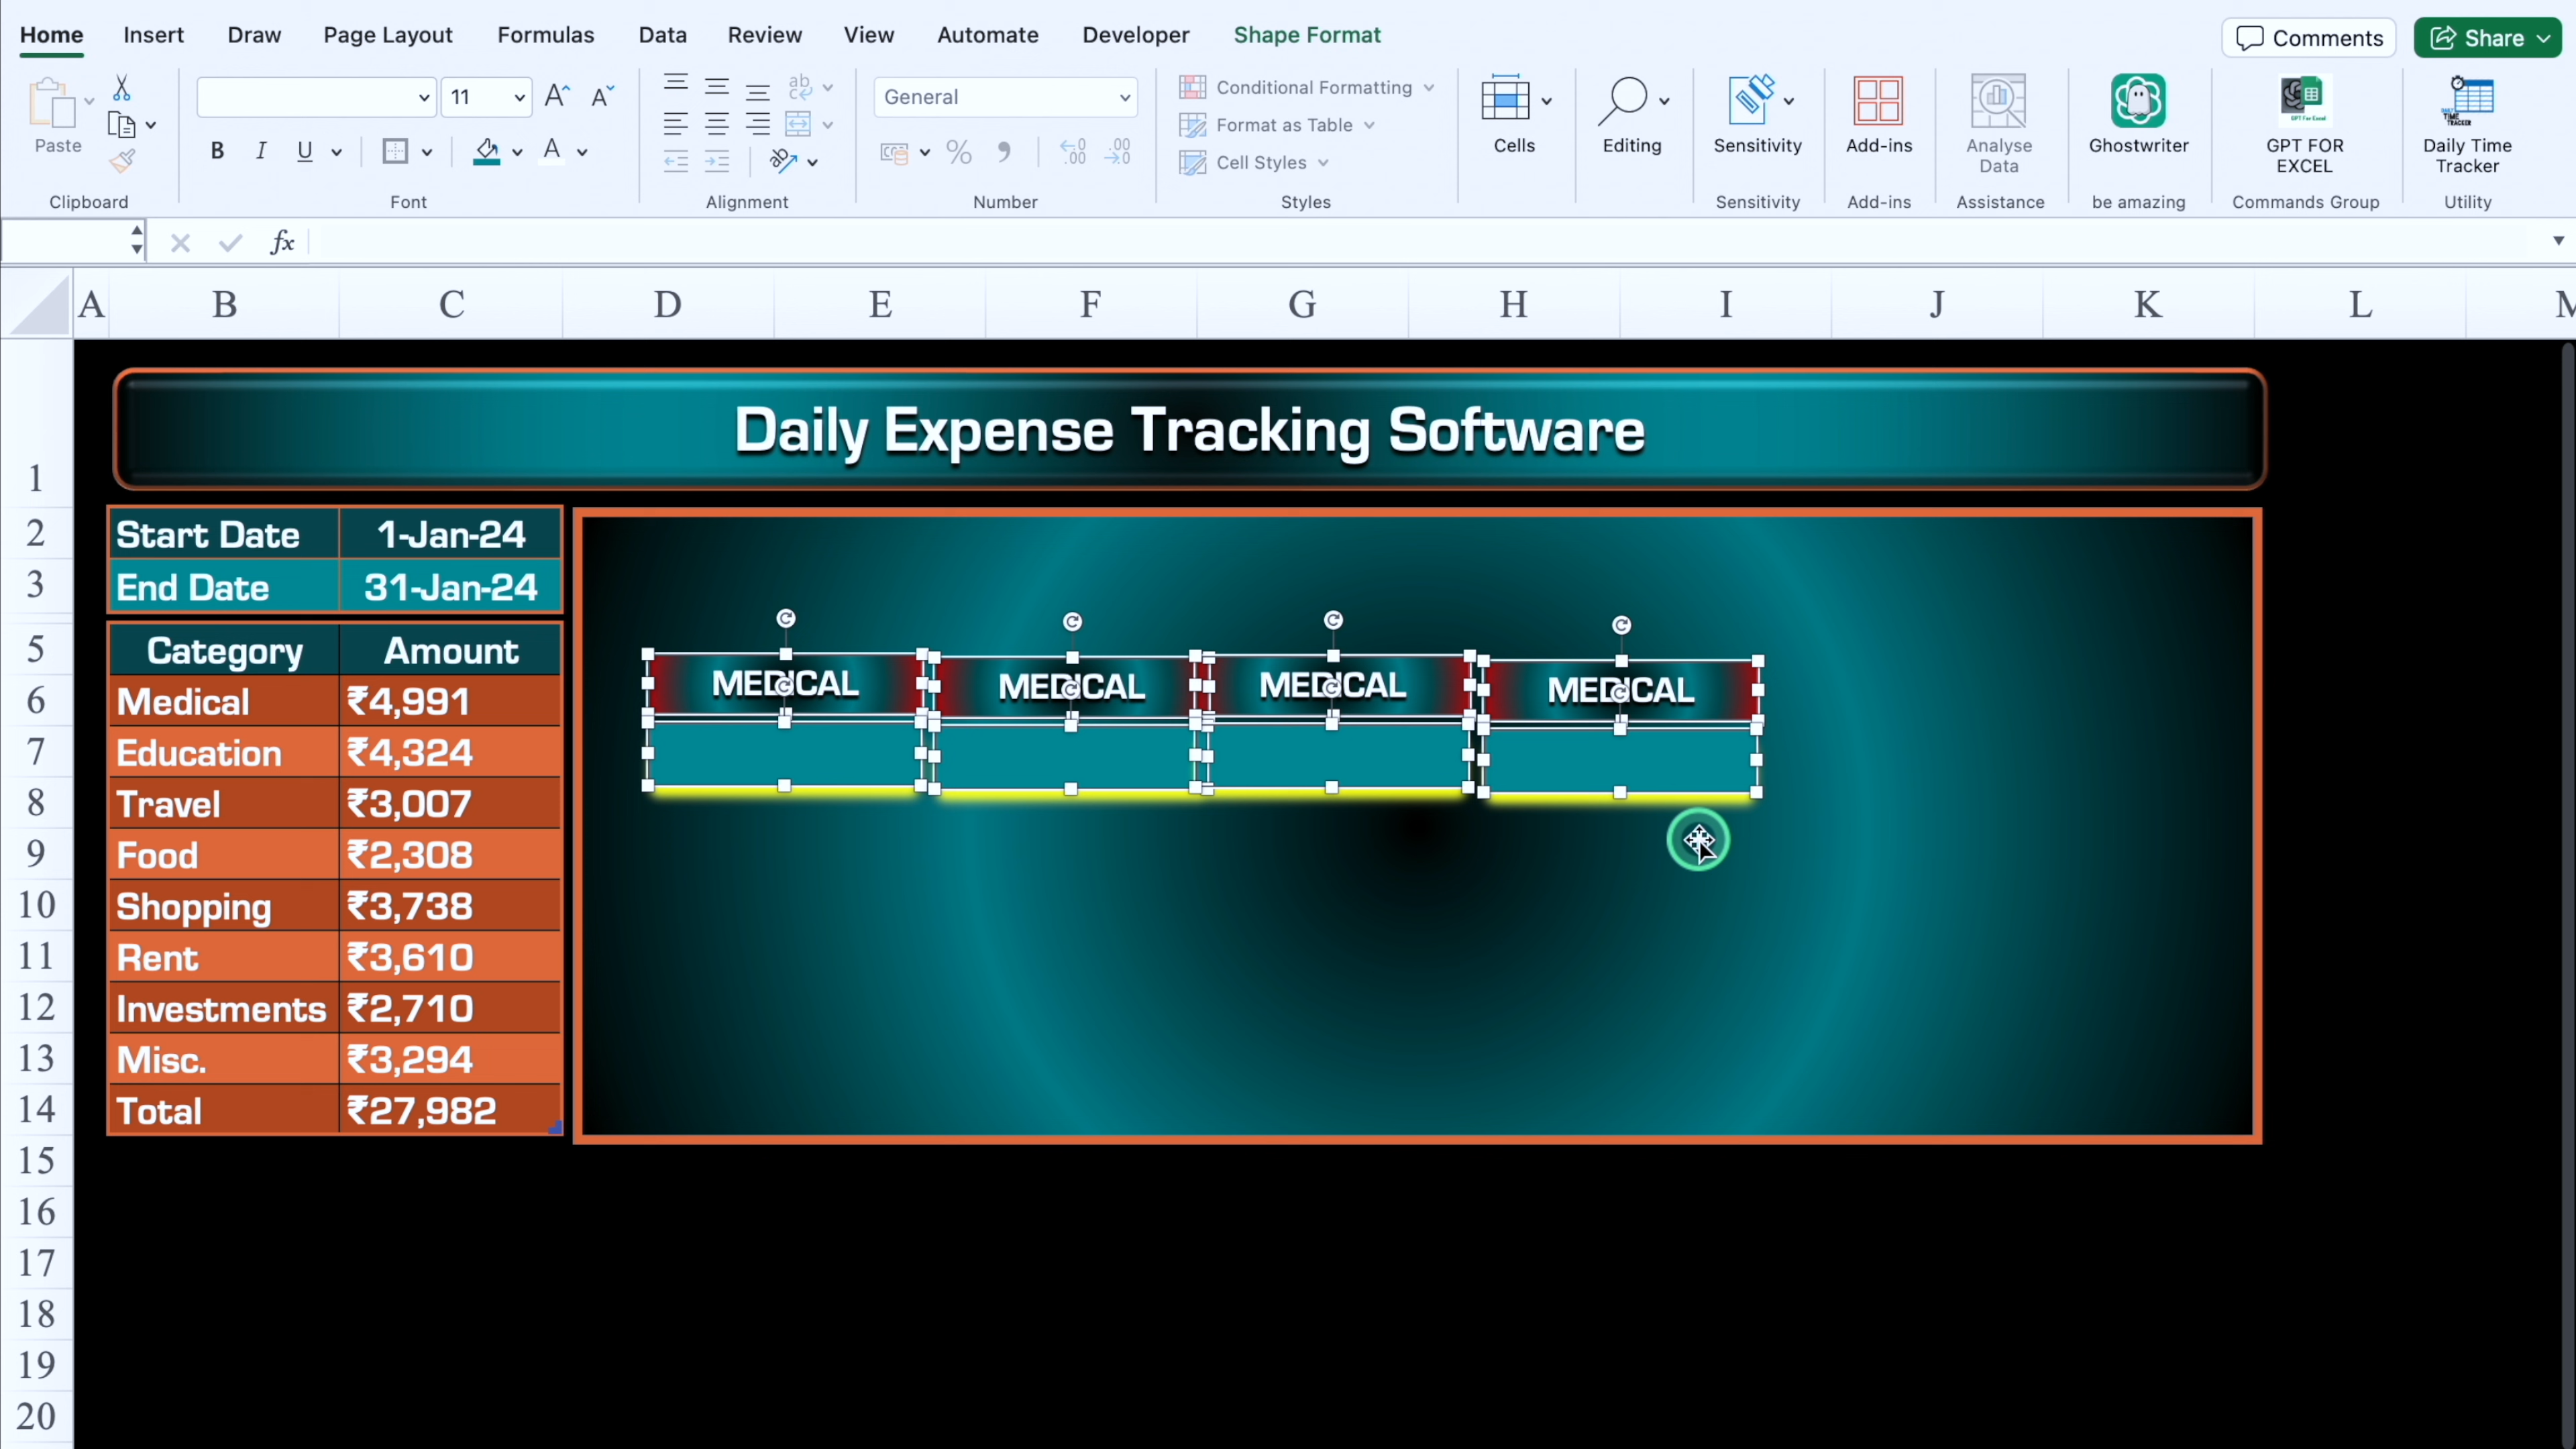 Home Insert Draw Page Layout Formulas Data Review View Automate Developer Shape Format Comments Share
Paste
Clipboard
11
B I U A
Font
ab
Alignment
General
% .00 .00
Number
Conditional Formatting
Format as Table
Cell Styles
Styles
Cells
Editing
Sensitivity
Sensitivity
Add-ins
Add-ins
Analyse
Data
Assistance
Ghostwriter
be amazing
GPT FOR
EXCEL
Commands Group
Daily Time
Tracker
Utility
fx
A B C D E F G H I J K L M
1 Daily Expense Tracking Software
2 Start Date 1-Jan-24
3 End Date 31-Jan-24
5 Category Amount
6 Medical ₹4,991
7 Education ₹4,324
8 Travel ₹3,007
9 Food ₹2,308
10 Shopping ₹3,738
11 Rent ₹3,610
12 Investments ₹2,710
13 Misc. ₹3,294
14 Total ₹27,982
15
16
17
18
19
20
MEDICAL MEDICAL MEDICAL MEDICAL